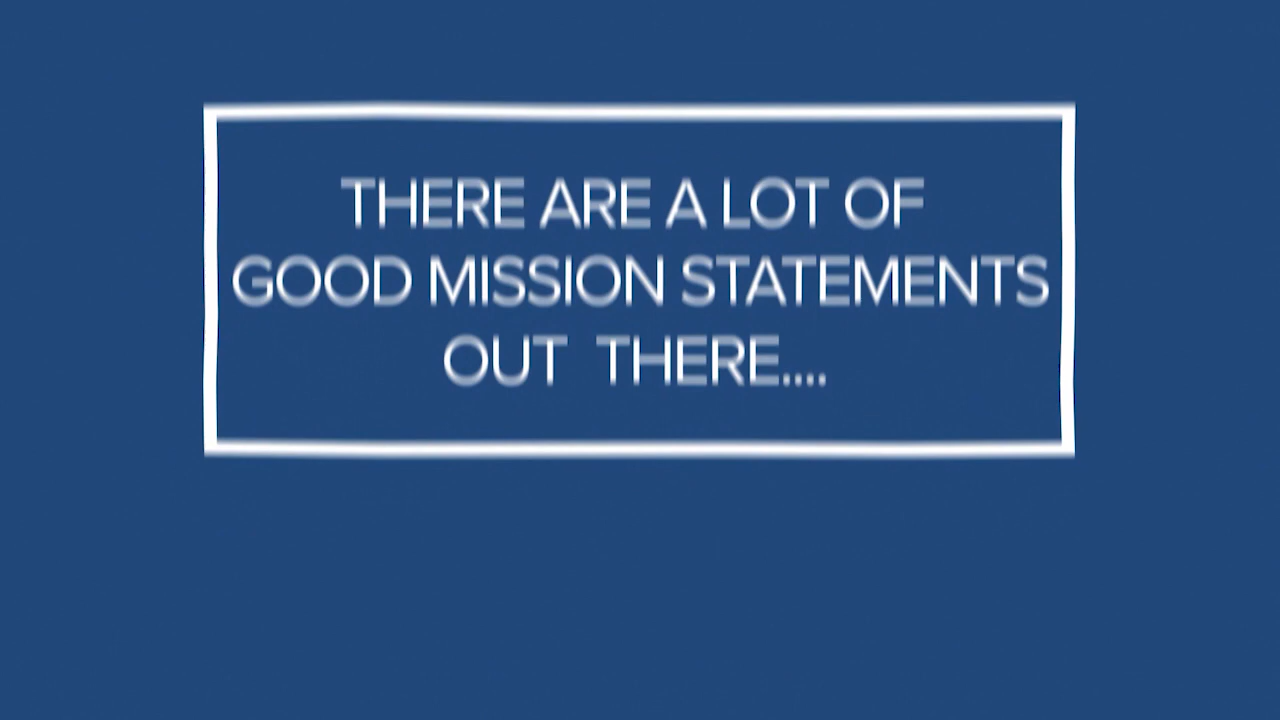 THERE ARE A LOT OF
GOOD MISSION STATEMENTS
OUT  THERE....